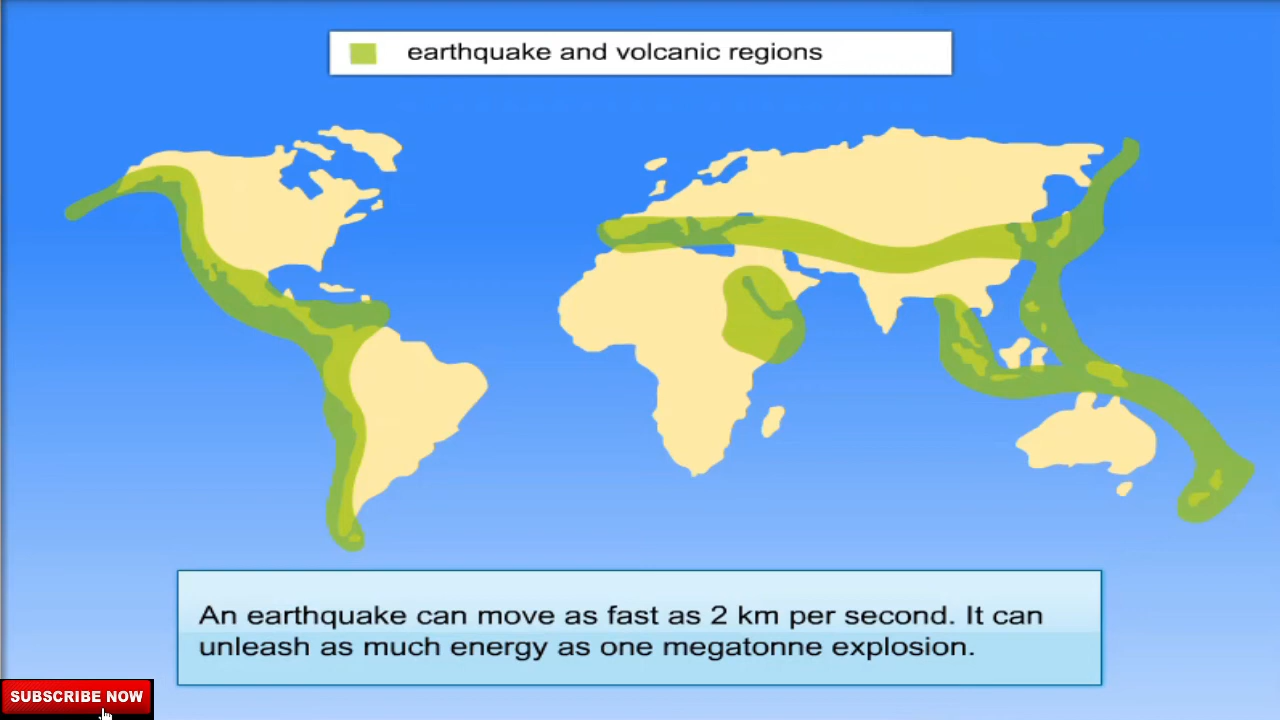 earthquake and volcanic regions
An earthquake can move as fast as 2 km per second. It can
unleash as much energy as one megatonne explosion.
SUBSCRIBE NOW